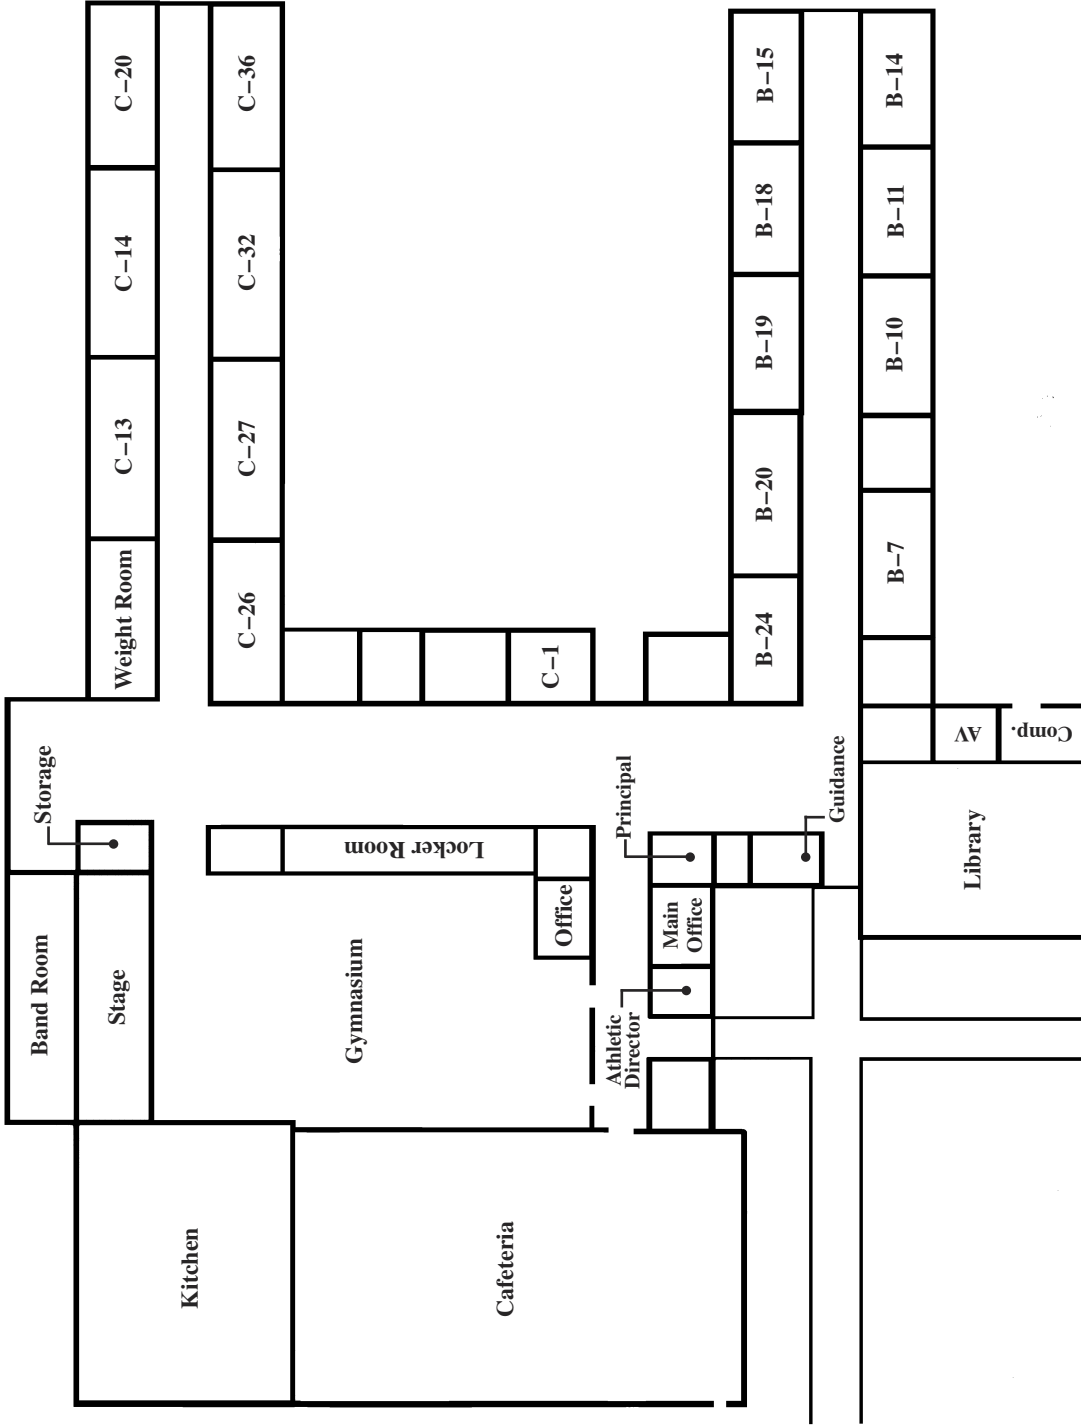 C−20
C−14
C−13
Weight Room
C−36
C−32
C−27
C−26
C−1
B−15
B−18
B−19
B−20
B−24
B−14
B−11
B−10
B−7
AV
Comp.
Storage
Principal
Guidance
Locker Room
Office
Main
Office
Library
Band Room
Stage
Gymnasium
Athletic
Director
Kitchen
Cafeteria